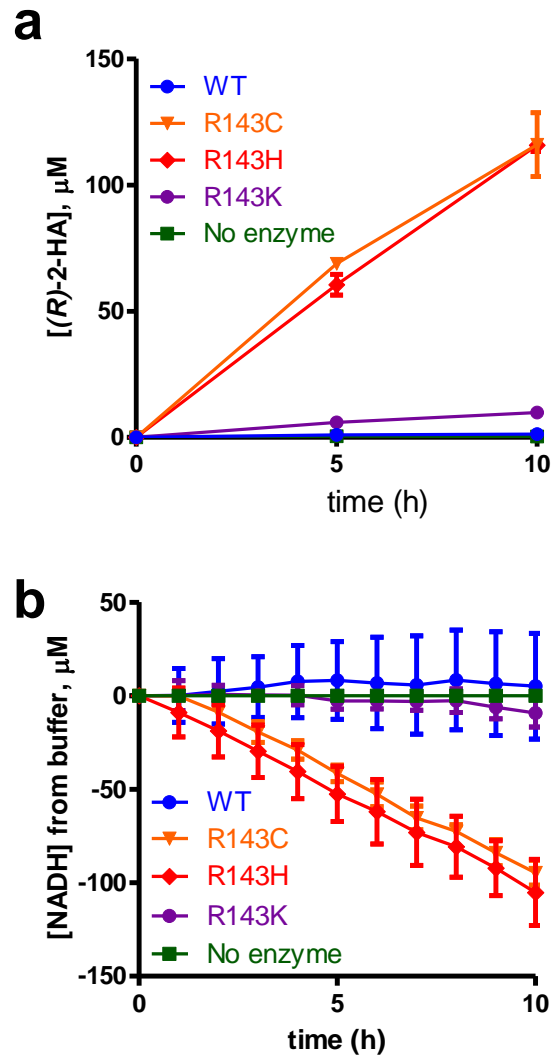 a
150
100
50
0
[(R)-2-HA], μM
WT
R143C
R143H
R143K
No enzyme
0
5
10
time (h)
b
50
0
-50
-100
-150
[NADH] from buffer, μM
WT
R143C
R143H
R143K
No enzyme
0
5
10
time (h)